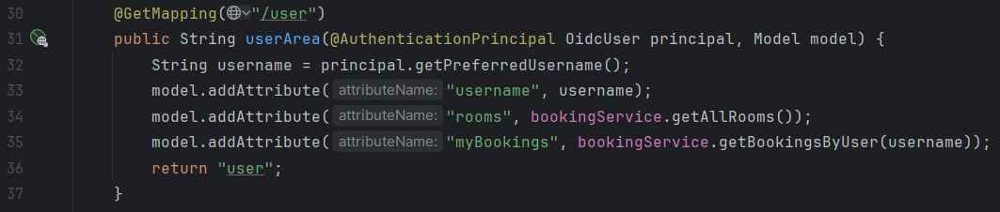 30 @GetMapping("/user")
31 public String userArea(@AuthenticationPrincipal OidcUser principal, Model model) {
32 String username = principal.getPreferredUsername();
33 model.addAttribute( attributeName: "username", username);
34 model.addAttribute( attributeName: "rooms", bookingService.getAllRooms());
35 model.addAttribute( attributeName: "myBookings", bookingService.getBookingsByUser(username));
36 return "user";
37 }